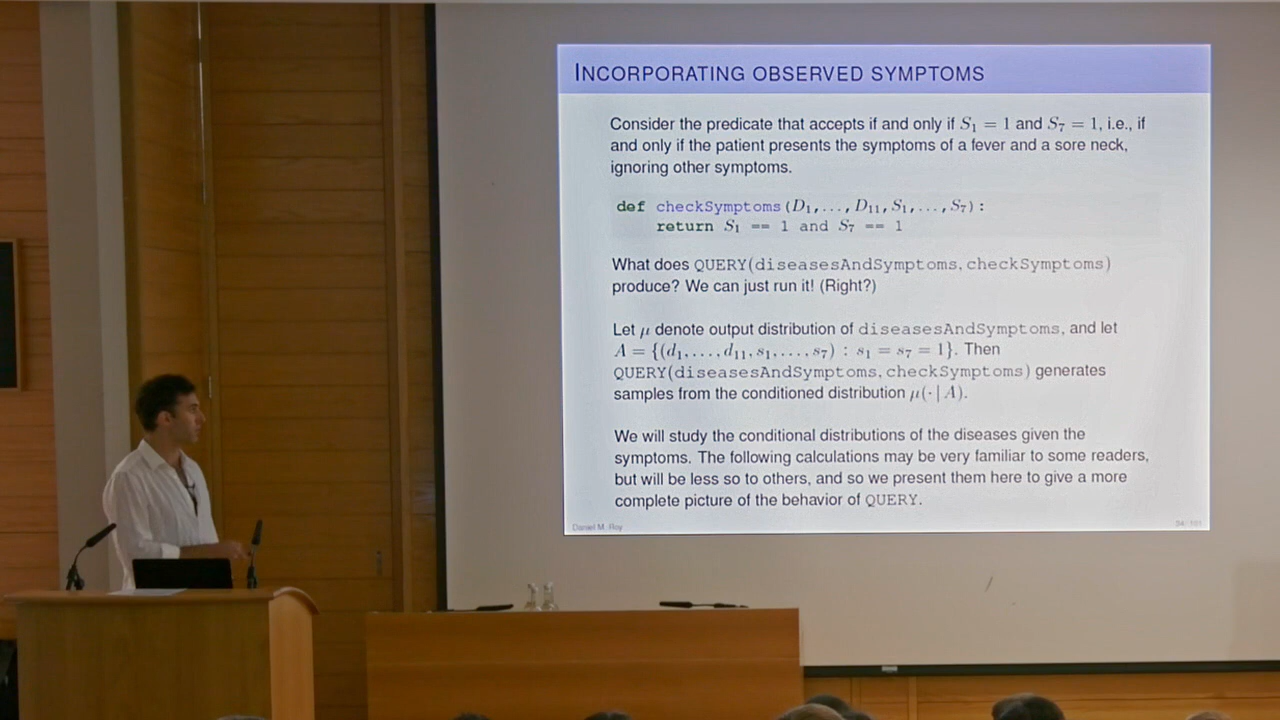 INCORPORATING OBSERVED SYMPTOMS
Consider the predicate that accepts if and only if S₁ = 1 and S₇ = 1, i.e., if
and only if the patient presents the symptoms of a fever and a sore neck,
ignoring other symptoms.
def checkSymptoms(D₁,...,D₁₁,S₁,...,S₇):
return S₁ == 1 and S₇ == 1
What does QUERY(diseasesAndSymptoms,checkSymptoms)
produce? We can just run it! (Right?)
Let μ denote output distribution of diseasesAndSymptoms, and let
A = {(d₁,...,d₁₁,s₁,...,s₇) : s₁ = s₇ = 1}. Then
QUERY(diseasesAndSymptoms,checkSymptoms) generates
samples from the conditioned distribution μ(· | A).
We will study the conditional distributions of the diseases given the
symptoms. The following calculations may be very familiar to some readers,
but will be less so to others, and so we present them here to give a more
complete picture of the behavior of QUERY.
Daniel M. Roy